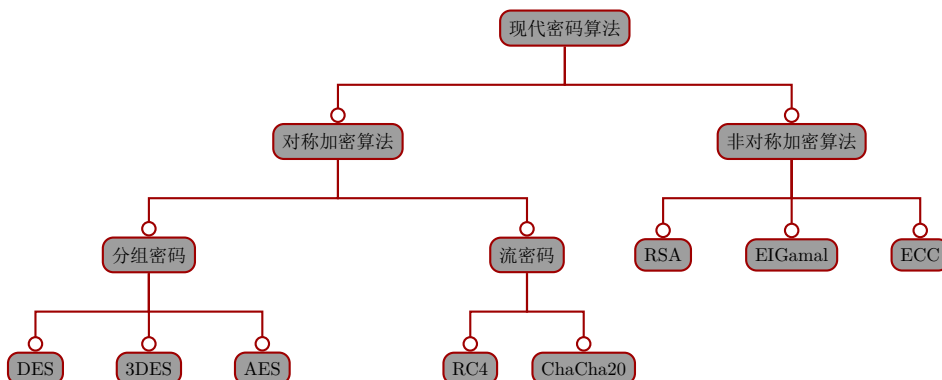 现代密码算法
对称加密算法
非对称加密算法
分组密码
流密码
RSA
EIGamal
ECC
DES
3DES
AES
RC4
ChaCha20